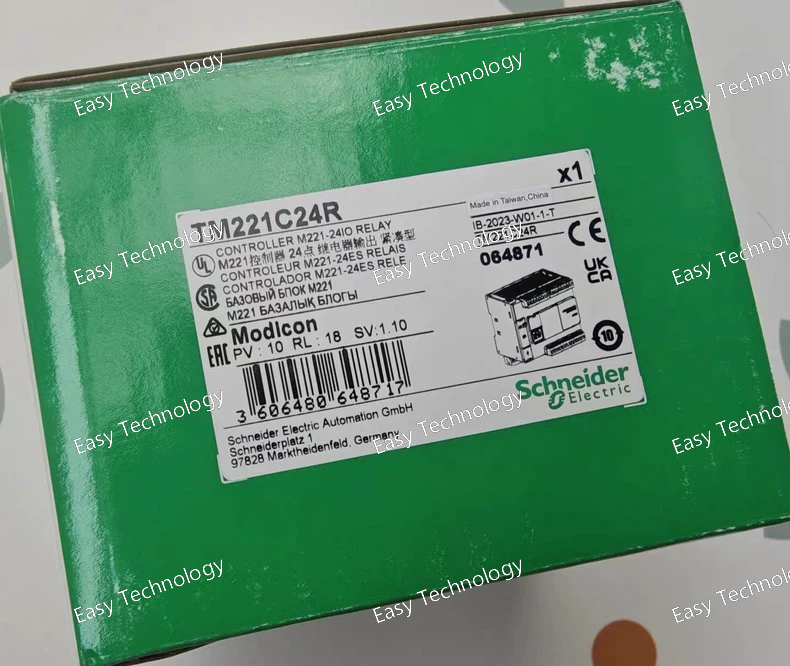 Easy Technology
Easy Technology
Easy Technology
TM221C24R
x1
CONTROLLER M221-24IO RELAY
M221控制器 24点 继电器输出 紧凑型
CONTROLEUR M221-24ES RELAIS
CONTROLADOR M221-24ES RELE
БАЗОВЫЙ БЛОК M221
M221 БАЗАЛЫК БЛОГЫ
Made in Taiwan,China
IB-2023-W01-1-T
TM221C24R
064871
UL
CE
UK
CA
SA
EAC
10
Modicon
PV : 10 RL : 18 SV:1.10
3 606480 648717
Schneider
Electric
Schneider Electric Automation GmbH
Schneiderplatz 1
97828 Marktheidenfeld, Germany
Easy Technology
Easy Technology
Easy Technology
Easy Technology
Easy Technology
Easy Technology
Easy Technology
Easy Technology
Easy Technology